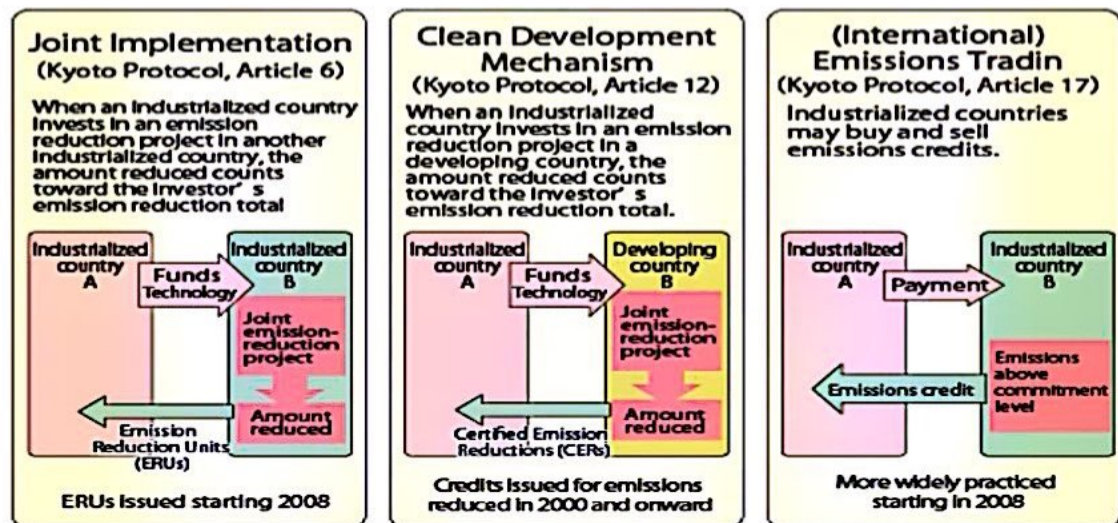 Joint Implementation
(Kyoto Protocol, Article 6)
When an Industrialized country
Invests in an emission
reduction project in another
Industrialized country, the
amount reduced counts
toward the Investor's
emission reduction total
Industrialized
country
A
Funds
Technology
Industrialized
country
B
Joint
emission-
reduction
project
Amount
reduced
Emission
Reduction Units
(ERUs)
ERUs issued starting 2008
Clean Development
Mechanism
(Kyoto Protocol, Article 12)
When an Industrialized
country Invests in an emission
reduction project in a
developing country, the
amount reduced counts
toward the Investor's
emission reduction total.
Industrialized
country
A
Funds
Technology
Developing
country
B
Joint
emission-
reduction
project
Amount
reduced
Certified Emission
Reductions (CERs)
Credits issued for emissions
reduced in 2000 and onward
(International)
Emissions Tradin
(Kyoto Protocol, Article 17)
Industrialized countries
may buy and sell
emissions credits.
Industrialized
country
A
Payment
Industrialized
country
B
Emissions
above
commitment
level
Emissions credit
More widely practiced
starting in 2008